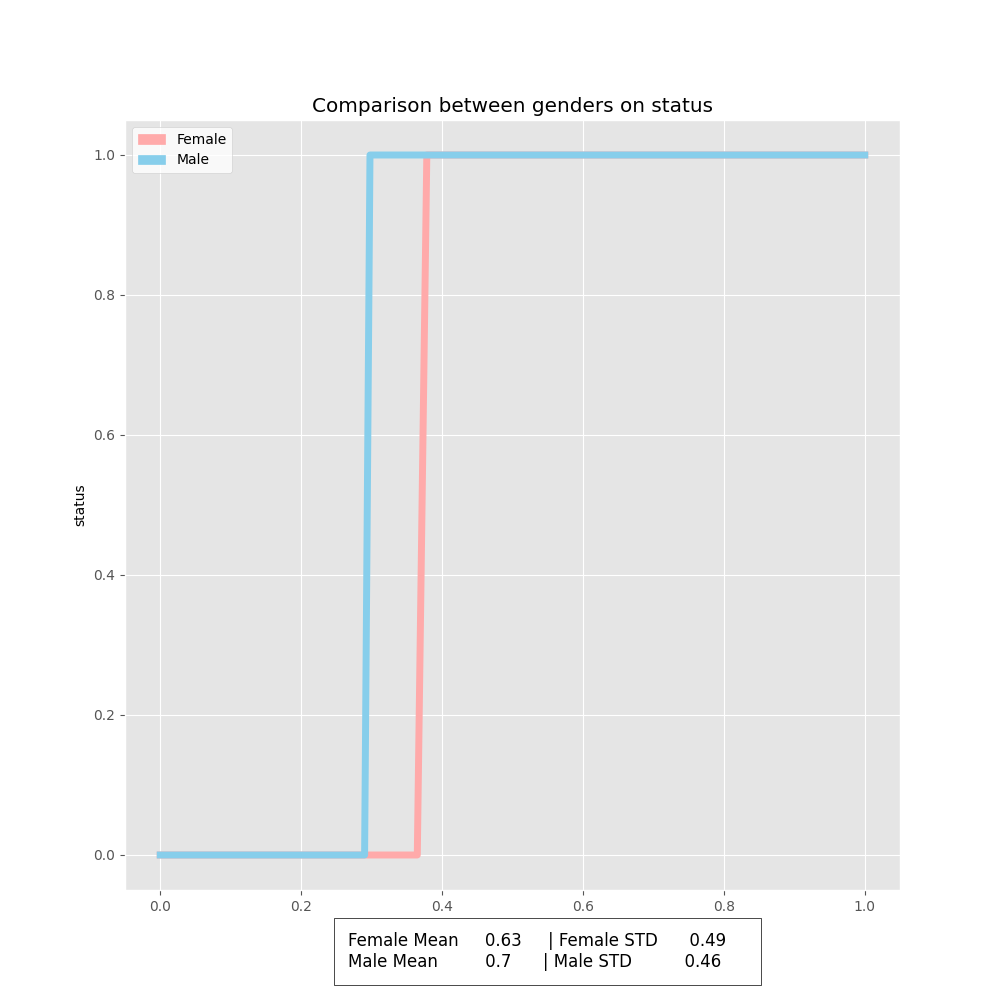 Comparison between genders on status
Female
Male
1.0
0.8
0.6
0.4
0.2
0.0
status
0.0 0.2 0.4 0.6 0.8 1.0
Female Mean 0.63 | Female STD 0.49
Male Mean 0.7 | Male STD 0.46